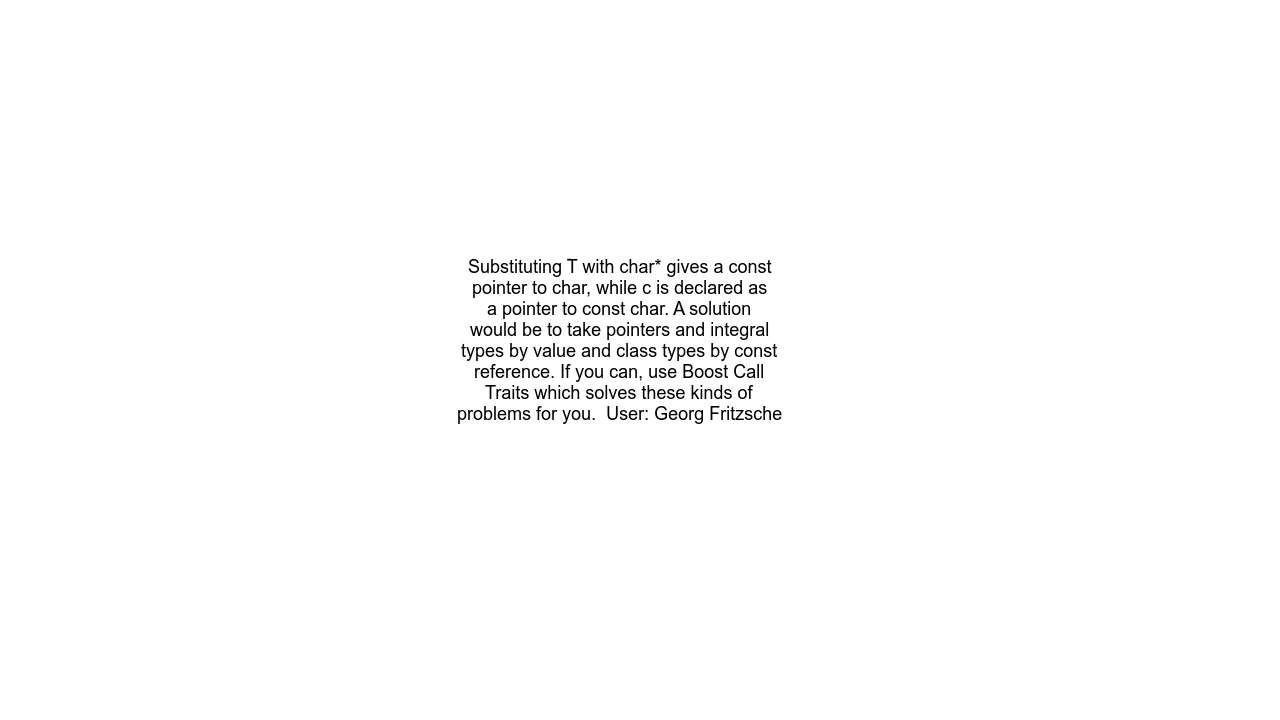 Substituting T with char* gives a const
pointer to char, while c is declared as
a pointer to const char. A solution
would be to take pointers and integral
types by value and class types by const
reference. If you can, use Boost Call
Traits which solves these kinds of
problems for you.  User: Georg Fritzsche